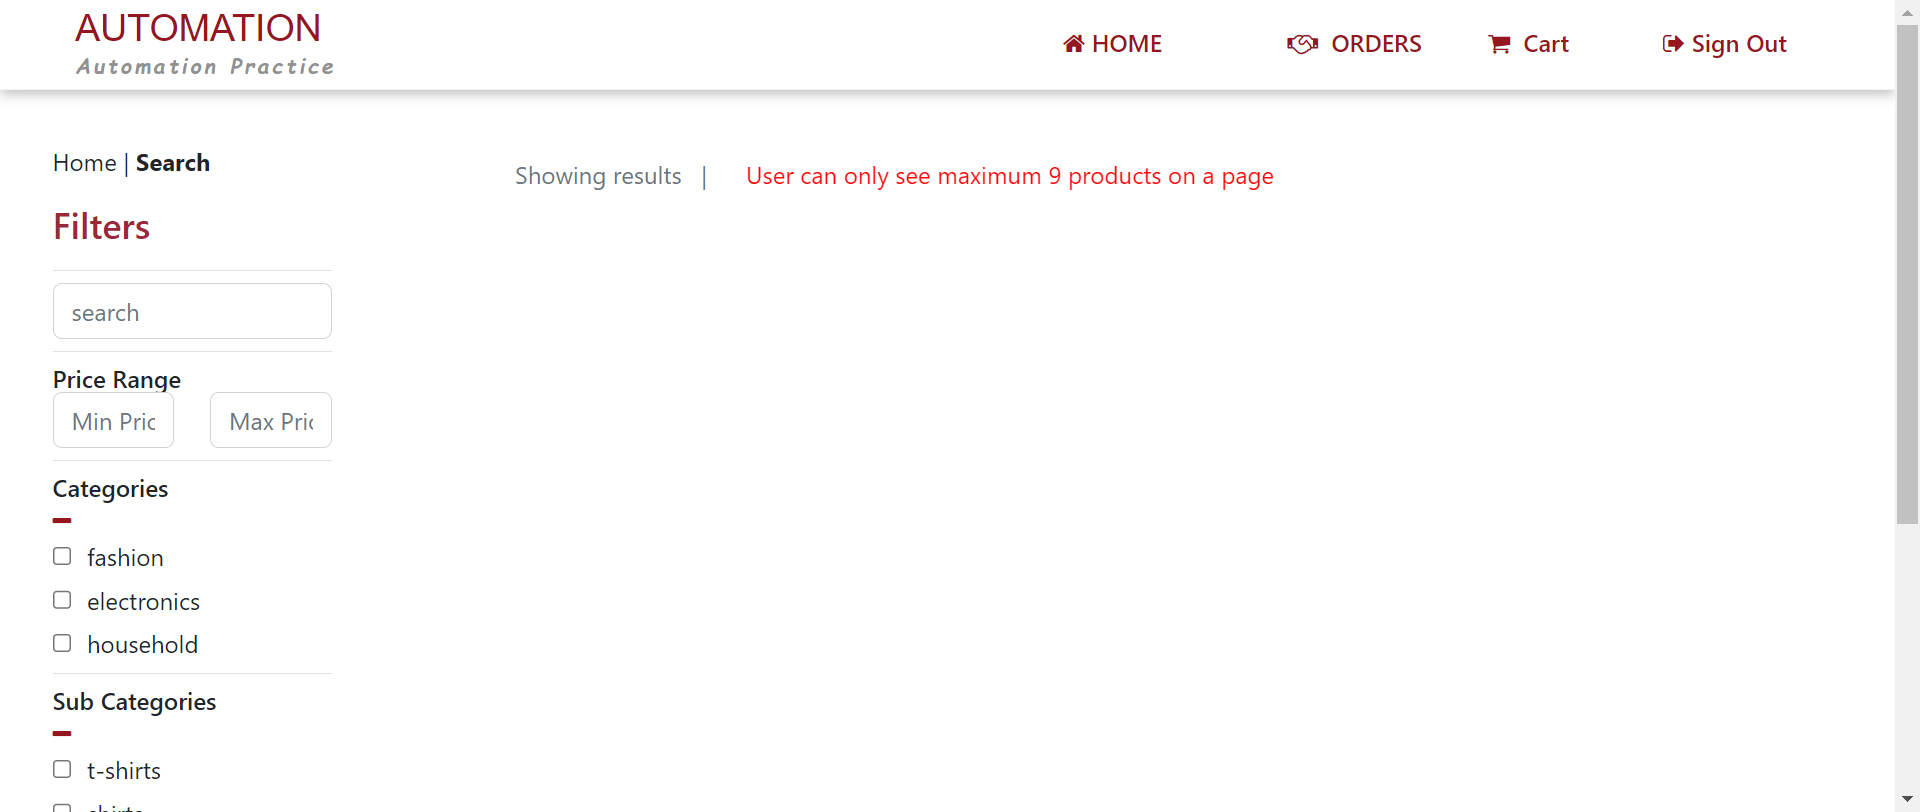 AUTOMATION
Automation Practice
HOME
ORDERS
Cart
Sign Out
Home | Search
Showing results |
User can only see maximum 9 products on a page
Filters
search
Price Range
Min Pric
Max Pric
Categories
fashion
electronics
household
Sub Categories
t-shirts
shirts